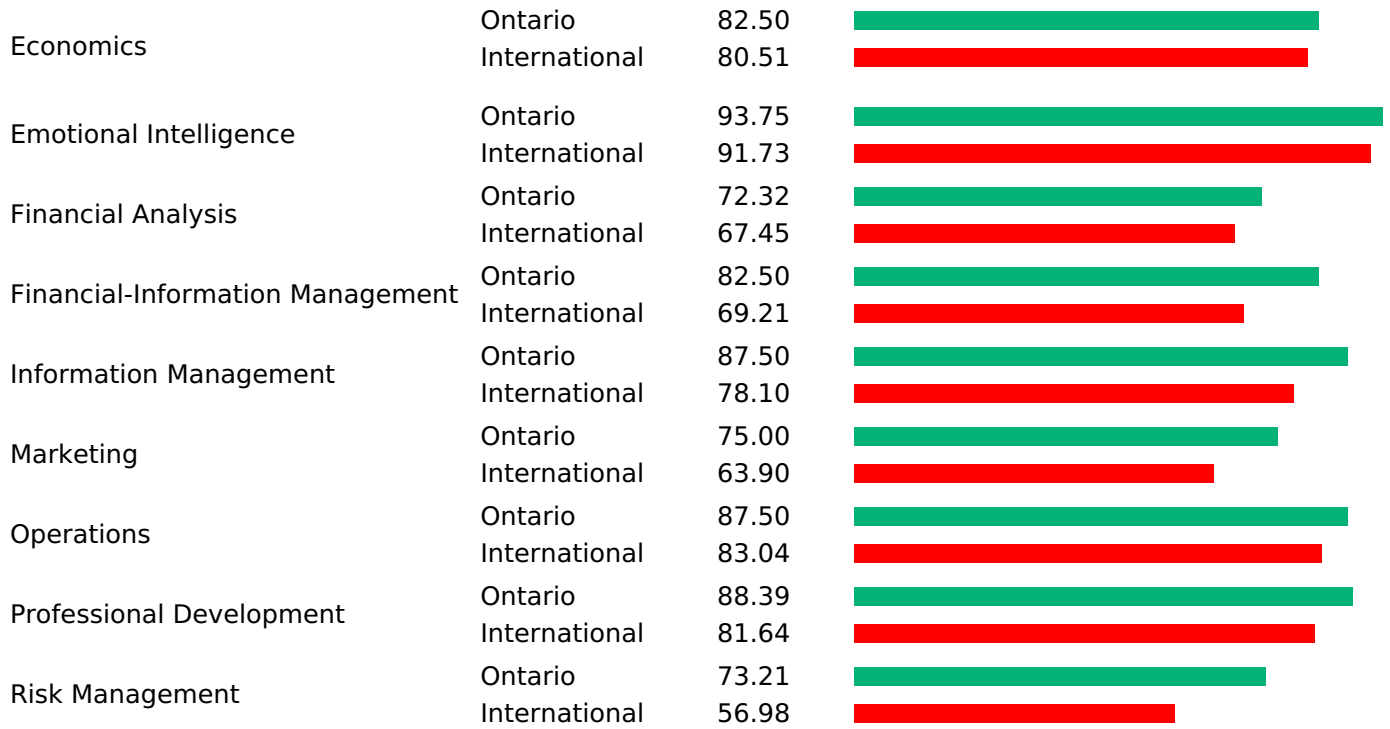 Economics
Ontario 82.50
International 80.51
Emotional Intelligence
Ontario 93.75
International 91.73
Financial Analysis
Ontario 72.32
International 67.45
Financial-Information Management
Ontario 82.50
International 69.21
Information Management
Ontario 87.50
International 78.10
Marketing
Ontario 75.00
International 63.90
Operations
Ontario 87.50
International 83.04
Professional Development
Ontario 88.39
International 81.64
Risk Management
Ontario 73.21
International 56.98